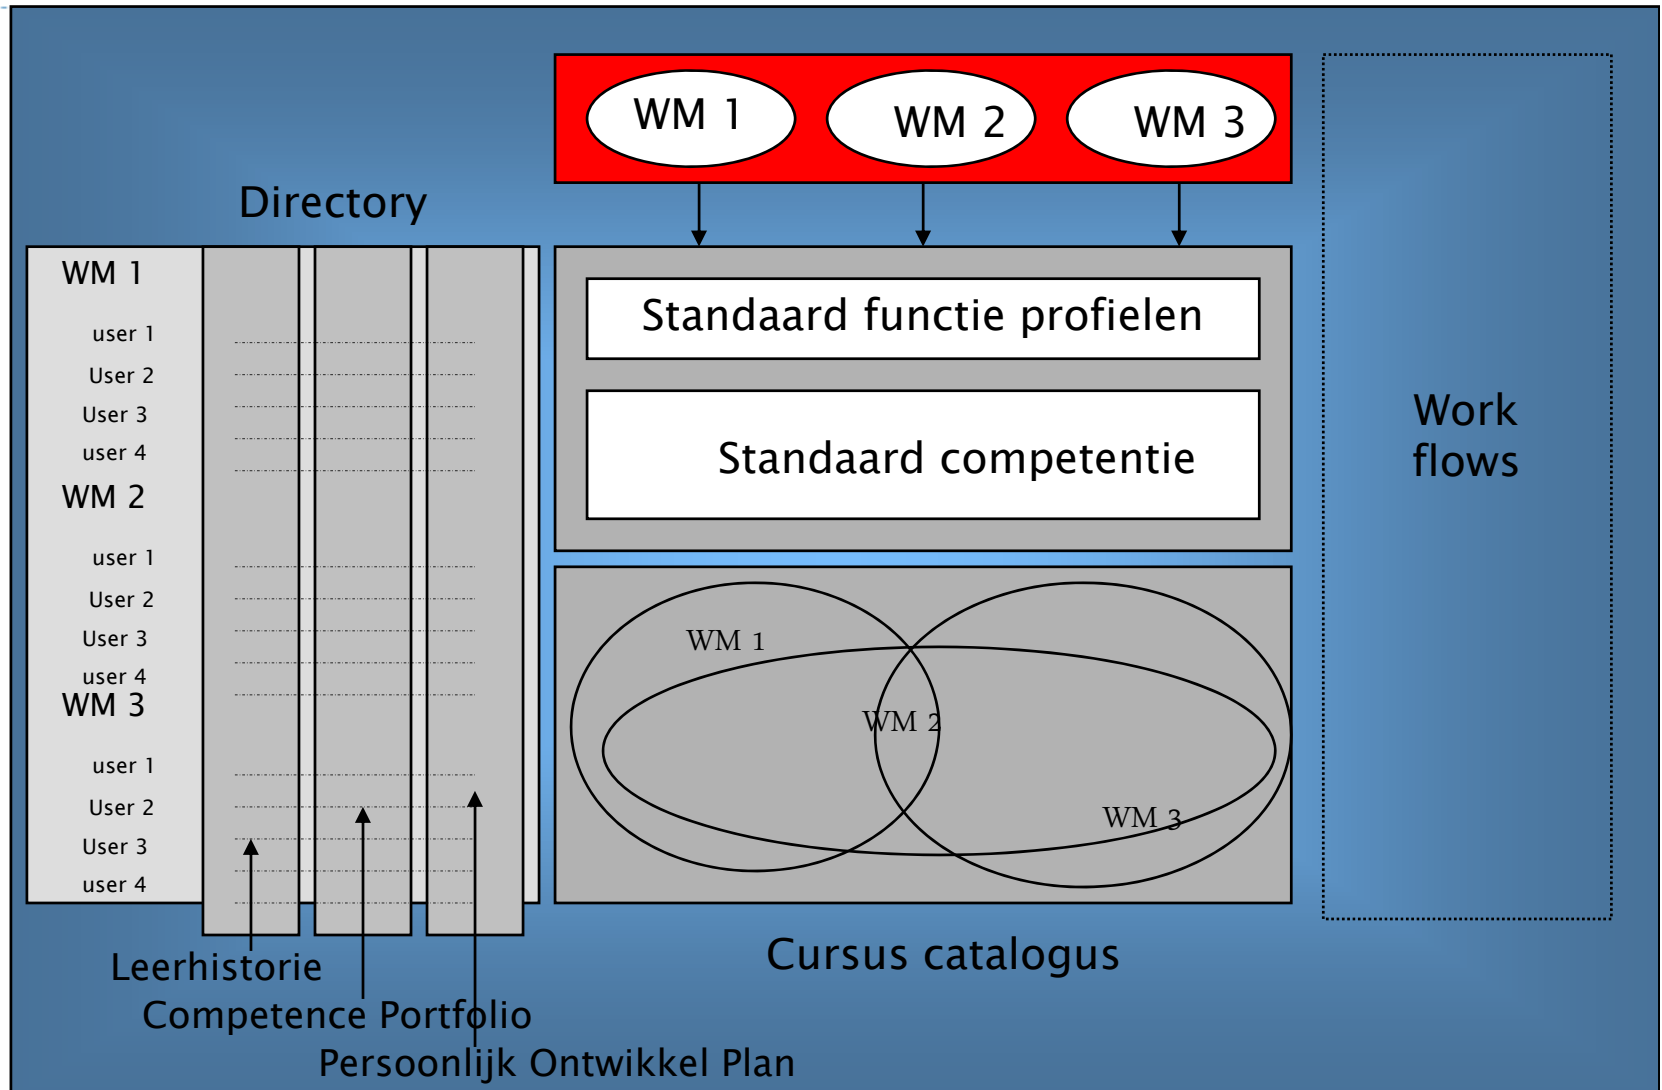 WM 1
WM 2
WM 3
Directory
WM 1
user 1
User 2
User 3
user 4
WM 2
user 1
User 2
User 3
user 4
WM 3
user 1
User 2
User 3
user 4
Standaard functie profielen
Standaard competentie
Work
flows
WM 1
WM 2
WM 3
Cursus catalogus
Leerhistorie
Competence Portfolio
Persoonlijk Ontwikkel Plan